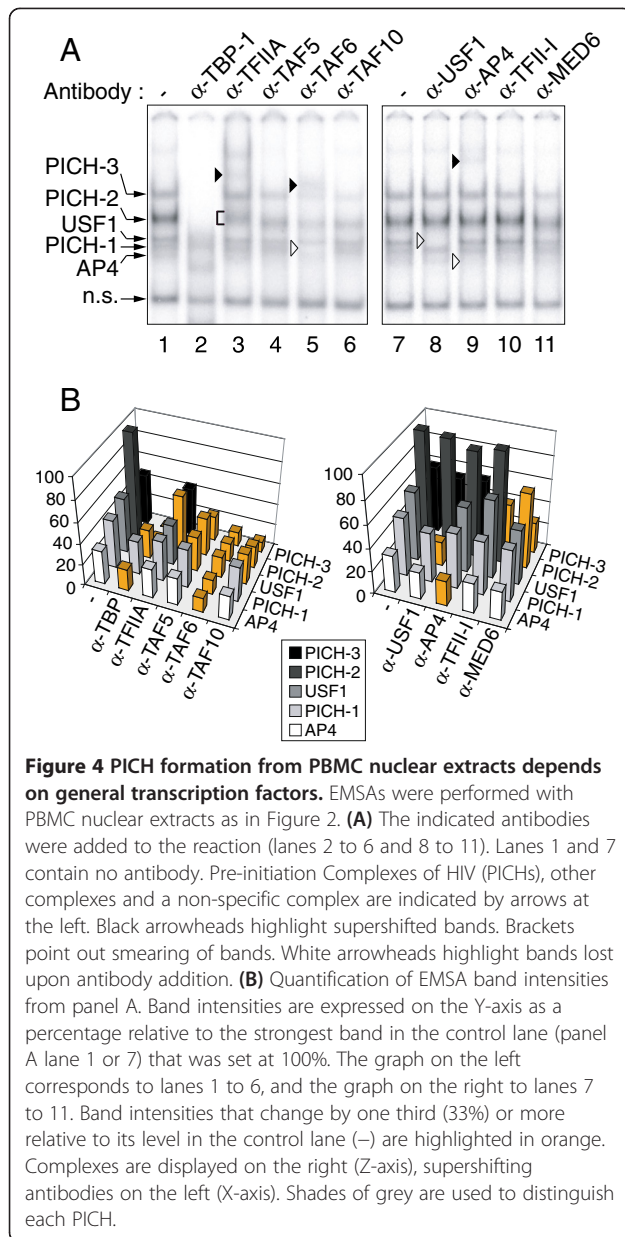 A
Antibody :
-
α-TBP-1
α-TFIIA
α-TAF5
α-TAF6
α-TAF10
-
α-USF1
α-AP4
α-TFII-I
α-MED6
PICH-3
PICH-2
USF1
PICH-1
AP4
n.s.
1 2 3 4 5 6 7 8 9 10 11
B
100
80
60
40
20
0
-
α-TBP
α-TFIIA
α-TAF5
α-TAF6
α-TAF10
PICH-3
PICH-2
USF1
PICH-1
AP4
100
80
60
40
20
0
-
α-USF1
α-AP4
α-TFII-I
α-MED6
PICH-3
PICH-2
USF1
PICH-1
AP4
PICH-3
PICH-2
USF1
PICH-1
AP4
Figure 4 PICH formation from PBMC nuclear extracts depends
on general transcription factors. EMSAs were performed with
PBMC nuclear extracts as in Figure 2. (A) The indicated antibodies
were added to the reaction (lanes 2 to 6 and 8 to 11). Lanes 1 and 7
contain no antibody. Pre-initiation Complexes of HIV (PICHs), other
complexes and a non-specific complex are indicated by arrows at
the left. Black arrowheads highlight supershifted bands. Brackets
point out smearing of bands. White arrowheads highlight bands lost
upon antibody addition. (B) Quantification of EMSA band intensities
from panel A. Band intensities are expressed on the Y-axis as a
percentage relative to the strongest band in the control lane (panel
A lane 1 or 7) that was set at 100%. The graph on the left
corresponds to lanes 1 to 6, and the graph on the right to lanes 7
to 11. Band intensities that change by one third (33%) or more
relative to its level in the control lane (−) are highlighted in orange.
Complexes are displayed on the right (Z-axis), supershifting
antibodies on the left (X-axis). Shades of grey are used to distinguish
each PICH.